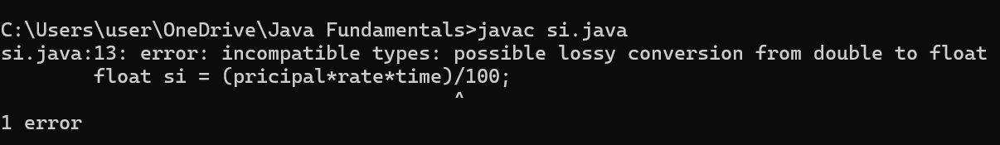 C:\Users\user\OneDrive\Java Fundamentals>javac si.java
si.java:13: error: incompatible types: possible lossy conversion from double to float
        float si = (pricipal*rate*time)/100;
                                       ^
1 error